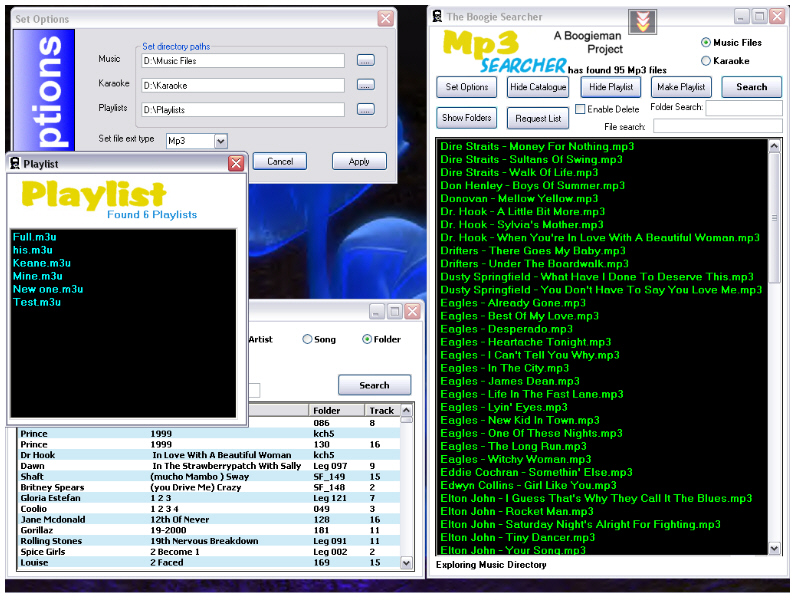 Set Options
ptions
Set directory paths
Music
D:\Music Files
....
Karaoke
D:\Karaoke
....
Playlists
D:\Playlists
....
Set file ext type
Mp3
Cancel
Apply
Playlist
Playlist
Found 6 Playlists
Full.m3u
his.m3u
Keane.m3u
Mine.m3u
New one.m3u
Test.m3u
Artist
Song
Folder
Search
Folder Track
086 8
Prince 1999 kch5
Prince 1999 130 16
Dr Hook In Love With A Beautiful Woman kch5
Dawn In The Strawberrypatch With Sally Leg 097 9
Shaft (mucho Mambo ) Sway SF_149 15
Britney Spears (you Drive Me) Crazy SF_148 2
Gloria Estefan 1 2 3 Leg 121 7
Coolio 1 2 3 4 049 3
Jane Mcdonald 12th Of Never 128 16
Gorillaz 19-2000 181 11
Rolling Stones 19th Nervous Breakdown Leg 091 11
Spice Girls 2 Become 1 Leg 002 2
Louise 2 Faced 169 15
The Boogie Searcher
Mp3
SEARCHER
A Boogieman
Project
has found 95 Mp3 files
Music Files
Karaoke
Set Options
Hide Catalogue
Hide Playlist
Make Playlist
Search
Show Folders
Request List
Enable Delete
Folder Search:
File search:
Dire Straits - Money For Nothing.mp3
Dire Straits - Sultans Of Swing.mp3
Dire Straits - Walk Of Life.mp3
Don Henley - Boys Of Summer.mp3
Donovan - Mellow Yellow.mp3
Dr. Hook - A Little Bit More.mp3
Dr. Hook - Sylvia's Mother.mp3
Dr. Hook - When You're In Love With A Beautiful Woman.mp3
Drifters - There Goes My Baby.mp3
Drifters - Under The Boardwalk.mp3
Dusty Springfield - What Have I Done To Deserve This.mp3
Dusty Springfield - You Don't Have To Say You Love Me.mp3
Eagles - Already Gone.mp3
Eagles - Best Of My Love.mp3
Eagles - Desperado.mp3
Eagles - Heartache Tonight.mp3
Eagles - I Can't Tell You Why.mp3
Eagles - In The City.mp3
Eagles - James Dean.mp3
Eagles - Life In The Fast Lane.mp3
Eagles - Lyin' Eyes.mp3
Eagles - New Kid In Town.mp3
Eagles - One Of These Nights.mp3
Eagles - The Long Run.mp3
Eagles - Witchy Woman.mp3
Eddie Cochran - Somethin' Else.mp3
Edwyn Collins - Girl Like You.mp3
Elton John - I Guess That's Why They Call It The Blues.mp3
Elton John - Rocket Man.mp3
Elton John - Saturday Night's Alright For Fighting.mp3
Elton John - Tiny Dancer.mp3
Elton John - Your Song.mp3
Exploring Music Directory